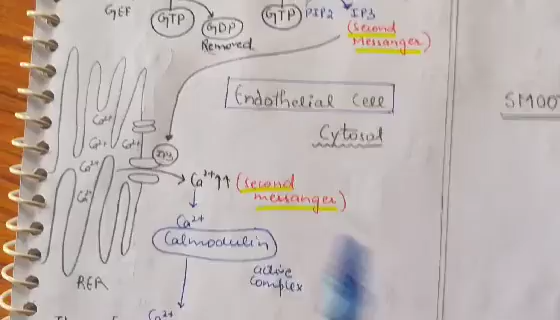 GEF
GTP
GDP
Removed
GTP
PIP2
IP3
(second
Messanger)
Endothelial Cell
Cytosol
SMOO
Ca2+
Ca2+
Ca2+
Ca2+
Ca2+
IP3
Ca2+↑↑ (second
messanger)
Ca2+
Calmodulin
active
complex
RER
Ca2+